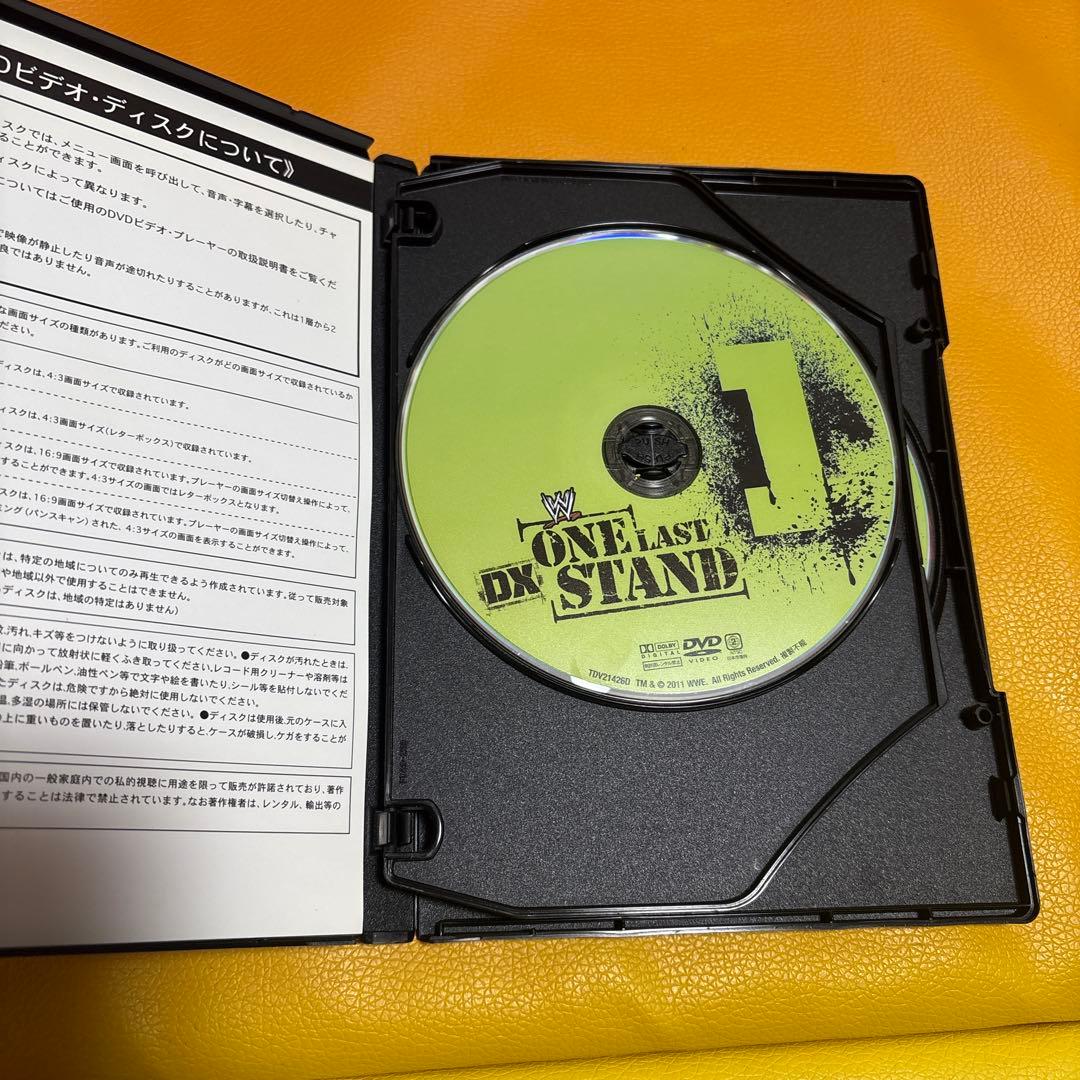 Dビデオ・ディスクについて》
スクでは、メニュー画面を呼び出して、音声・字幕を選択したり、チャ
ることができます。
ィスクによって異なります。
についてはご使用のDVDビデオ・プレーヤーの取扱説明書をご覧くだ
で映像が静止したり音声が途切れたりすることがありますが、これは1層から2
良ではありません。
な画面サイズの種類があります。ご利用のディスクがどの画面サイズで収録されているか
ださい。
ディスクは、4:3画面サイズで収録されています。
ィスクは、4:3画面サイズ(レターボックス)で収録されています。
ィスクは、16:9画面サイズで収録されています。プレーヤーの画面サイズ切替え操作によって、
することができます。4:3サイズの画面ではレターボックスとなります。
ィスクは、16:9画面サイズで収録されています。プレーヤーの画面サイズ切替え操作によって、
ミング(パンスキャン)された、4:3サイズの画面を表示することができます。
は、特定の地域についてのみ再生できるよう作成されています。従って販売対象
や地域以外で使用することはできません。
ディスクは、地域の特定はありません)
汚れ、キズ等をつけないように取り扱ってください。●ディスクが汚れたときは、
に向かって放射状に軽くふき取ってください。レコード用クリーナーや溶剤等は
鉛筆、ボールペン、油性ペン等で文字や絵を書いたり、シール等を貼付しないでくだ
たディスクは、危険ですから絶対に使用しないでください。
温、多湿の場所には保管しないでください。●ディスクは使用後、元のケースに入
の上に重いものを置いたり、落としたりすると、ケースが破損し、ケガをすることが
国内の一般家庭内での私的視聴に用途を限って販売が許諾されており、著作
することは法律で禁止されています。なお著作権者は、レンタル、輸出等の
1
W
DX ONE LAST
STAND
DOLBY
DIGITAL
DVD
VIDEO
2
NTSC
日本市場向
無許諾レンタル禁止
TDV21426D TM & © 2011 WWE. All Rights Reserved. 複製不能